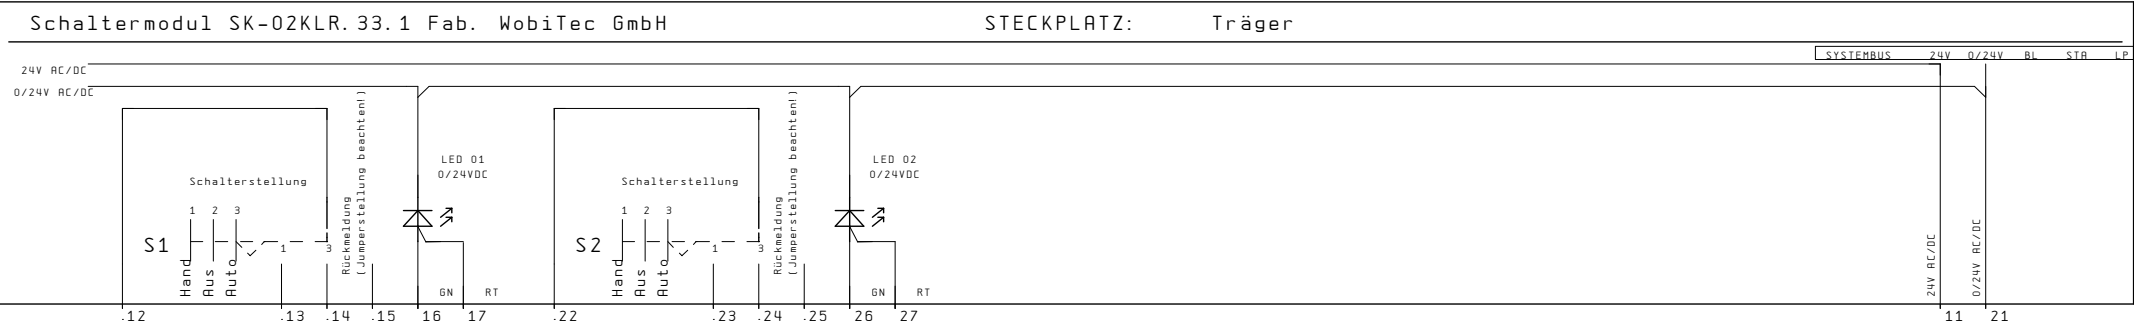 Schaltermodul SK-02KLR.33.1 Fab. WobiTec GmbH STECKPLATZ: Träger
SYSTEMBUS 24V 0/24V BL STA LP
24V AC/DC
0/24V AC/DC
LED 01
0/24VDC
LED 02
0/24VDC
Schalterstellung
Schalterstellung
1 2 3
1 2 3
S1
S2
1 3
1 3
Hand
Aus
Auto
Rückmeldung
(Jumperstellung beachten!)
Hand
Aus
Auto
Rückmeldung
(Jumperstellung beachten!)
24V AC/DC
0/24V AC/DC
GN RT
GN RT
.12 .13 .14 .15 16 17 .22 .23 .24 .25 26 27 11 21